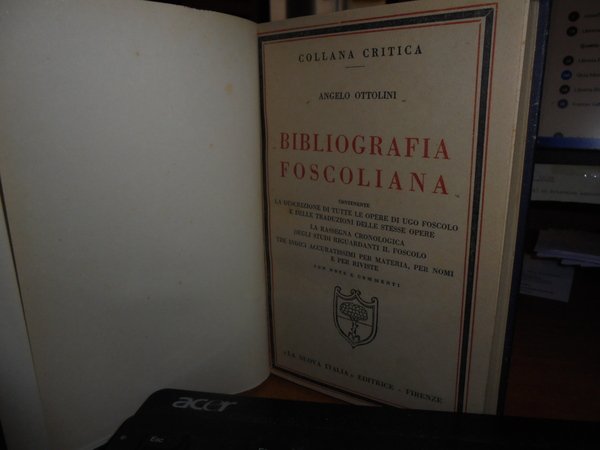 COLLANA CRITICA
ANGELO OTTOLINI
BIBLIOGRAFIA
FOSCOLIANA
CONTENENTE
LA DESCRIZIONE DI TUTTE LE OPERE DI UGO FOSCOLO
E DELLE TRADUZIONI DELLE STESSE OPERE
LA RASSEGNA CRONOLOGICA
DEGLI STUDI RIGUARDANTI IL FOSCOLO
TRE INDICI ACCURATISSIMI PER MATERIA, PER NOMI
E PER RIVISTE
CON NOTE E COMMENTI
«LA NUOVA ITALIA» EDITRICE - FIRENZE
acer
Esc